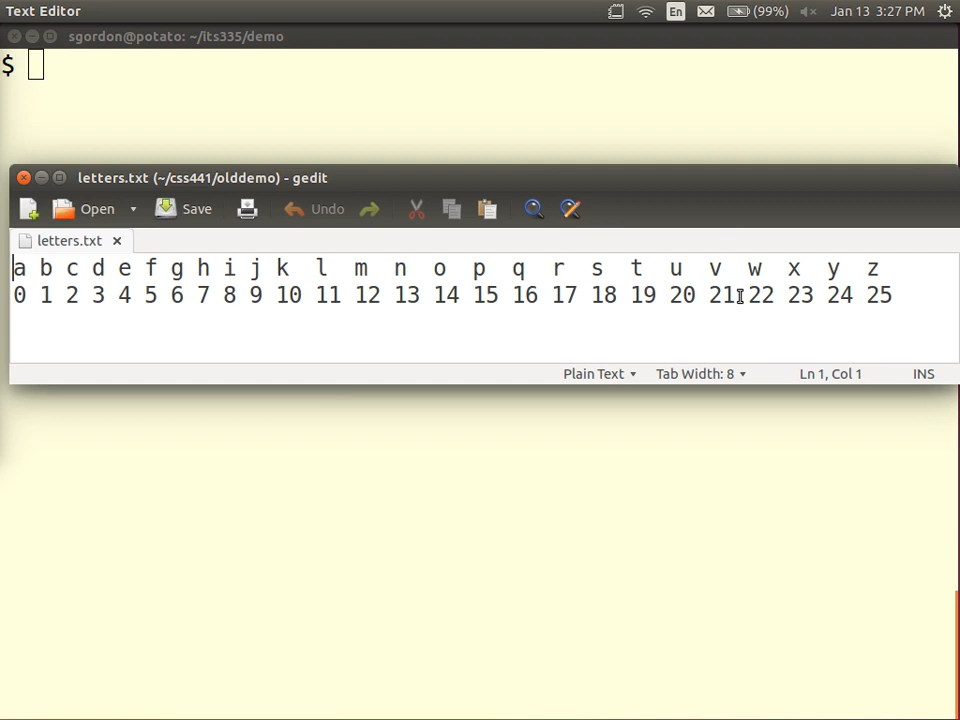 Text Editor En (99%) Jan 13 3:27 PM
sgordon@potato: ~/its335/demo
$
letters.txt (~/css441/olddemo) - gedit
Open Save Undo
letters.txt
a b c d e f g h i j k l m n o p q r s t u v w x y z
0 1 2 3 4 5 6 7 8 9 10 11 12 13 14 15 16 17 18 19 20 21 22 23 24 25
Plain Text Tab Width: 8 Ln 1, Col 1 INS